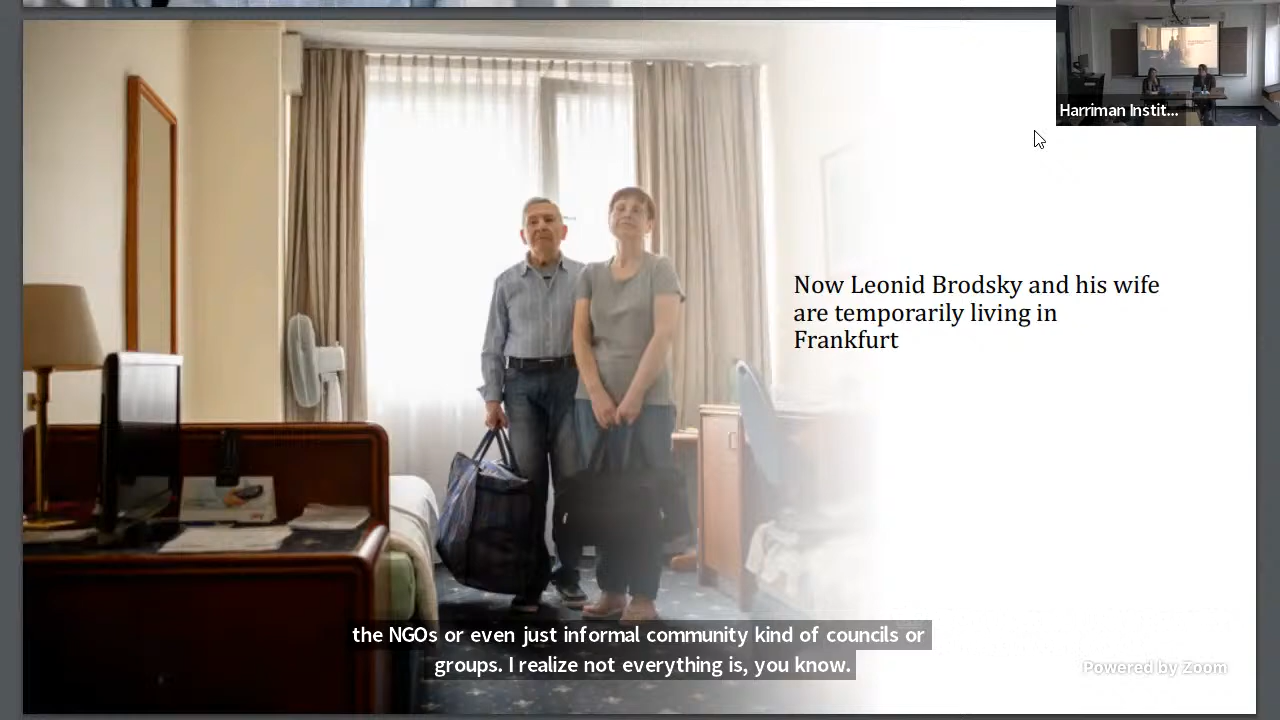 Harriman Instit...
Now Leonid Brodsky and his wife
are temporarily living in
Frankfurt
the NGOs or even just informal community kind of councils or
groups. I realize not everything is, you know.
Powered by Zoom